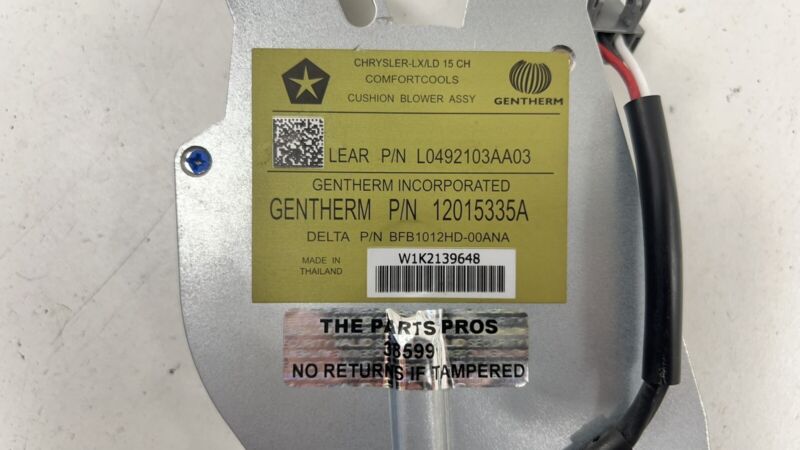 CHRYSLER-LX/LD 15 CH
COMFORTCOOLS
CUSHION BLOWER ASSY
GENTHERM
LEAR P/N L0492103AA03
GENTHERM INCORPORATED
GENTHERM P/N 12015335A
DELTA P/N BFB1012HD-00ANA
MADE IN
THAILAND
W1K2139648
THE PARTS PROS
38599
NO RETURNS IF TAMPERED